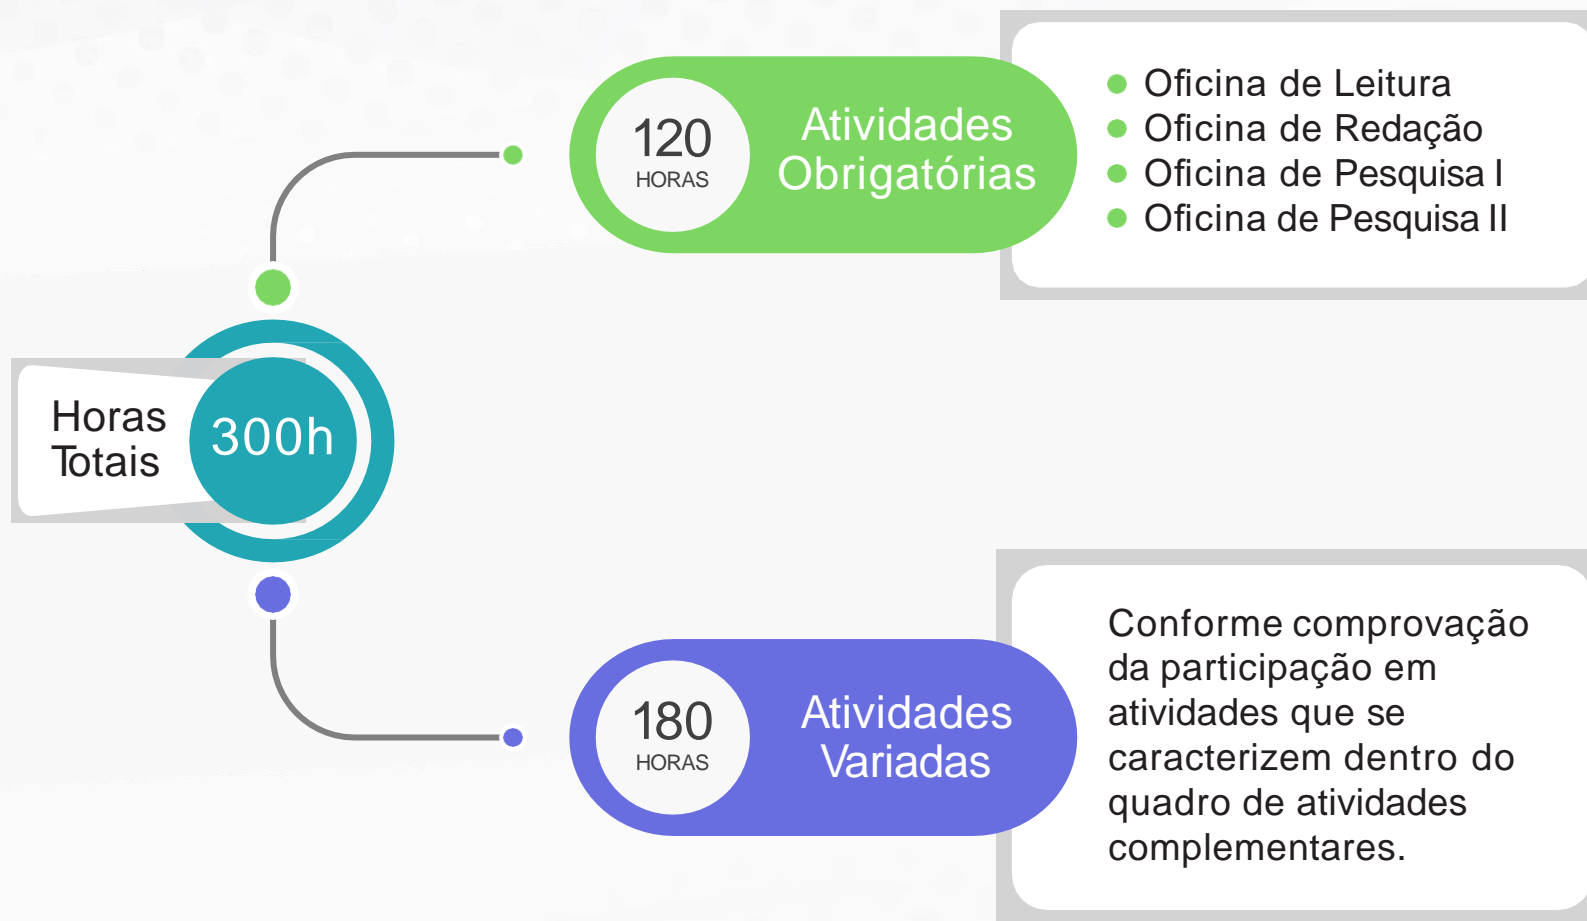 120
HORAS
Atividades
Obrigatórias
Oficina de Leitura
Oficina de Redação
Oficina de Pesquisa I
Oficina de Pesquisa II
Horas
Totais
300h
180
HORAS
Atividades
Variadas
Conforme comprovação
da participação em
atividades que se
caracterizem dentro do
quadro de atividades
complementares.